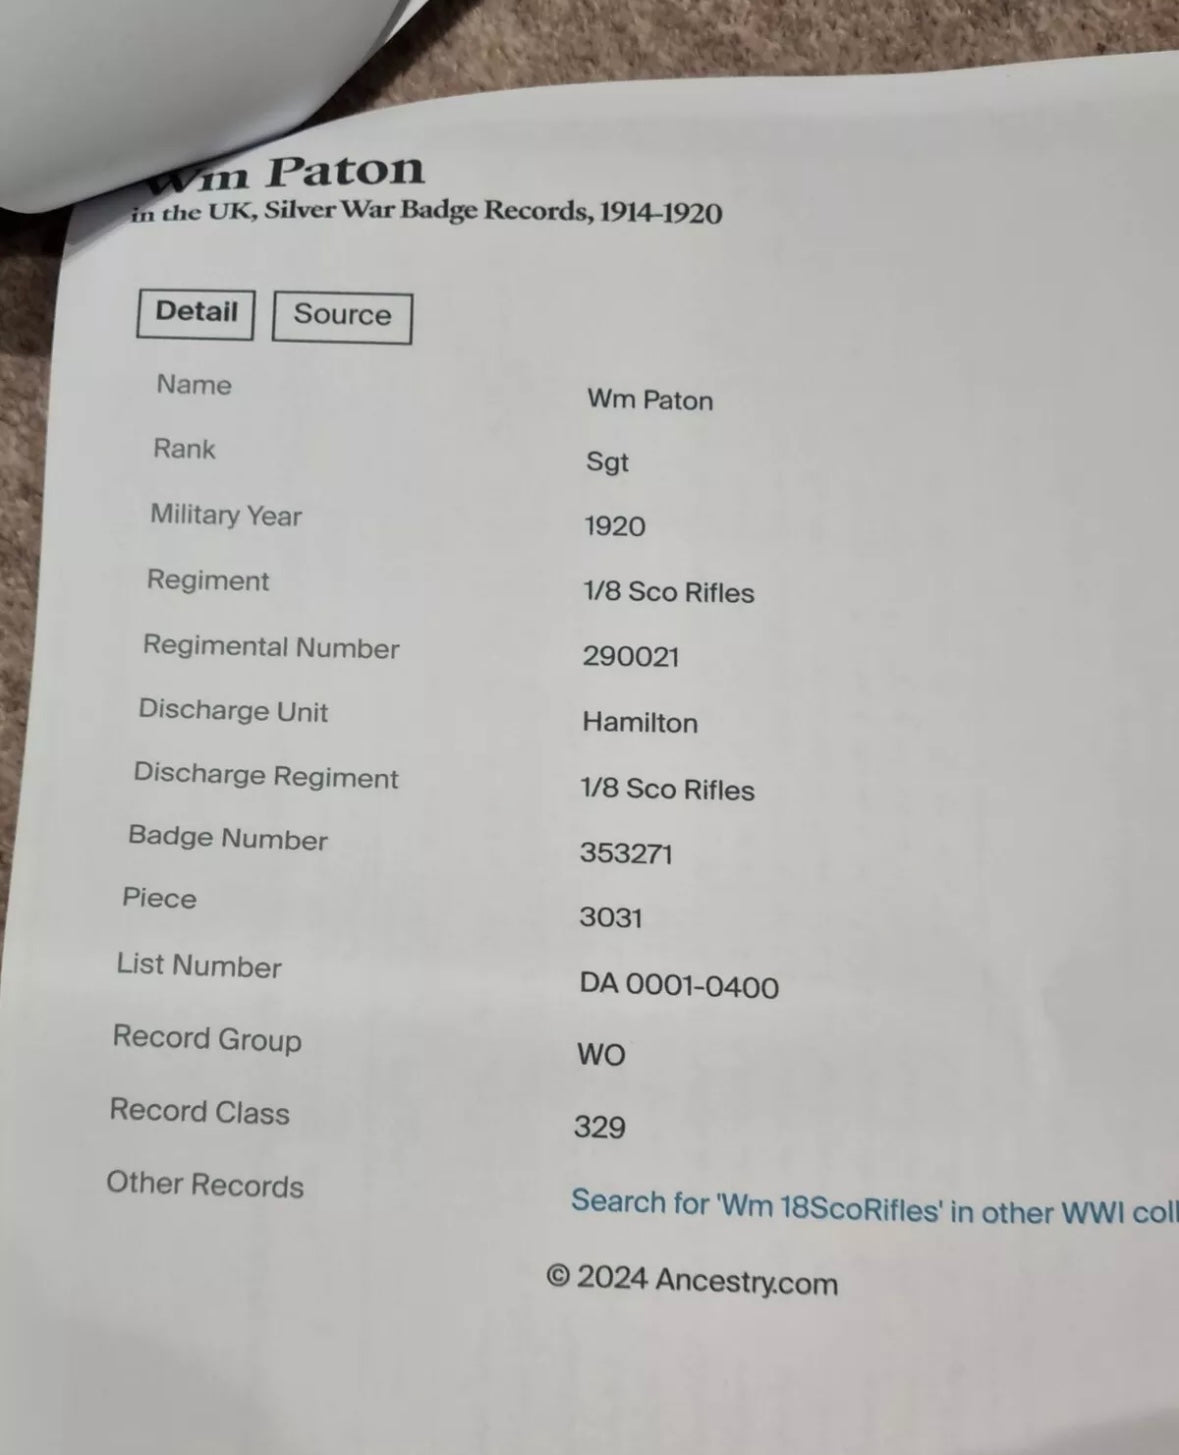 Wm Paton
in the UK, Silver War Badge Records, 1914-1920
Detail Source
Name Wm Paton
Rank Sgt
Military Year 1920
Regiment 1/8 Sco Rifles
Regimental Number 290021
Discharge Unit Hamilton
Discharge Regiment 1/8 Sco Rifles
Badge Number 353271
Piece 3031
List Number DA 0001-0400
Record Group WO
Record Class 329
Other Records Search for 'Wm 18ScoRifles' in other WWI coll
© 2024 Ancestry.com